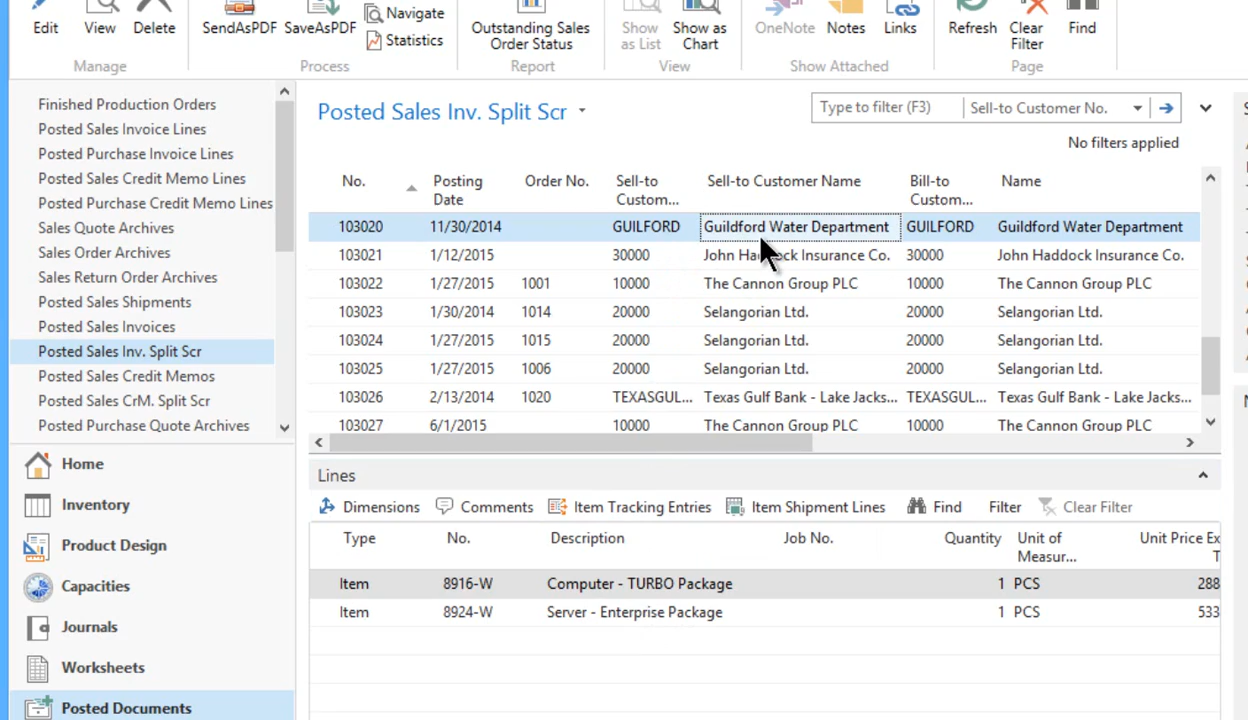 Edit View Delete SendAsPDF SaveAsPDF Navigate Statistics Outstanding Sales Order Status Show as List Show as Chart OneNote Notes Links Refresh Clear Filter Find
Manage Process Report View Show Attached Page
Finished Production Orders
Posted Sales Invoice Lines
Posted Purchase Invoice Lines
Posted Sales Credit Memo Lines
Posted Purchase Credit Memo Lines
Sales Quote Archives
Sales Order Archives
Sales Return Order Archives
Posted Sales Shipments
Posted Sales Invoices
Posted Sales Inv. Split Scr
Posted Sales Credit Memos
Posted Sales CrM. Split Scr
Posted Purchase Quote Archives
Home
Inventory
Product Design
Capacities
Journals
Worksheets
Posted Documents
Posted Sales Inv. Split Scr
Type to filter (F3) Sell-to Customer No.
No filters applied
No. Posting Date Order No. Sell-to Custom... Sell-to Customer Name Bill-to Custom... Name
103020 11/30/2014 GUILFORD Guildford Water Department GUILFORD Guildford Water Department
103021 1/12/2015 30000 John Haddock Insurance Co. 30000 John Haddock Insurance Co.
103022 1/27/2015 1001 10000 The Cannon Group PLC 10000 The Cannon Group PLC
103023 1/30/2014 1014 20000 Selangorian Ltd. 20000 Selangorian Ltd.
103024 1/27/2015 1015 20000 Selangorian Ltd. 20000 Selangorian Ltd.
103025 1/27/2015 1006 20000 Selangorian Ltd. 20000 Selangorian Ltd.
103026 2/13/2014 1020 TEXASGUL... Texas Gulf Bank - Lake Jacks... TEXASGUL... Texas Gulf Bank - Lake Jacks...
103027 6/1/2015 10000 The Cannon Group PLC 10000 The Cannon Group PLC
Lines
Dimensions Comments Item Tracking Entries Item Shipment Lines Find Filter Clear Filter
Type No. Description Job No. Quantity Unit of Measur... Unit Price Ex
Item 8916-W Computer - TURBO Package 1 PCS 288
Item 8924-W Server - Enterprise Package 1 PCS 533